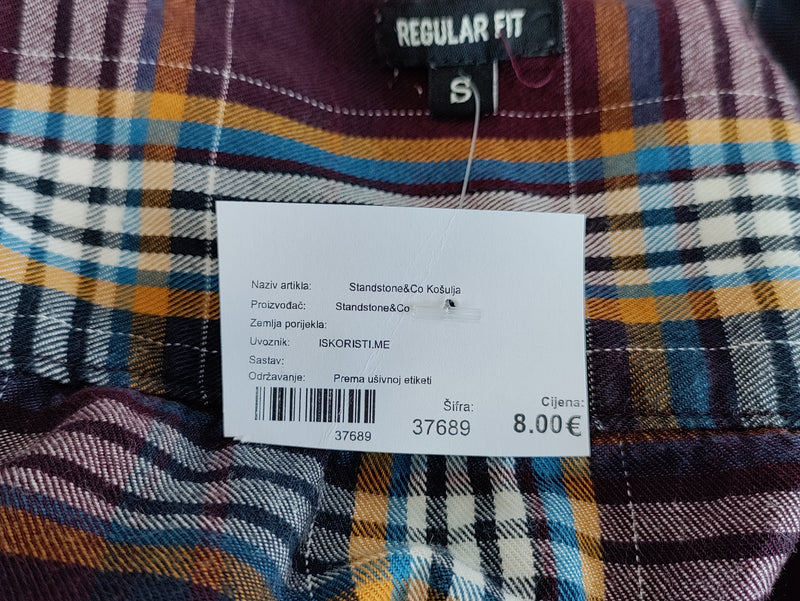 REGULAR FIT
S
Naziv artikla: Standstone&Co Košulja
Proizvođač: Standstone&Co
Zemlja porijekla:
Uvoznik: ISKORISTI.ME
Sastav:
Održavanje: Prema ušivnoj etiketi
37689
Šifra:
37689
Cijena:
8.00€